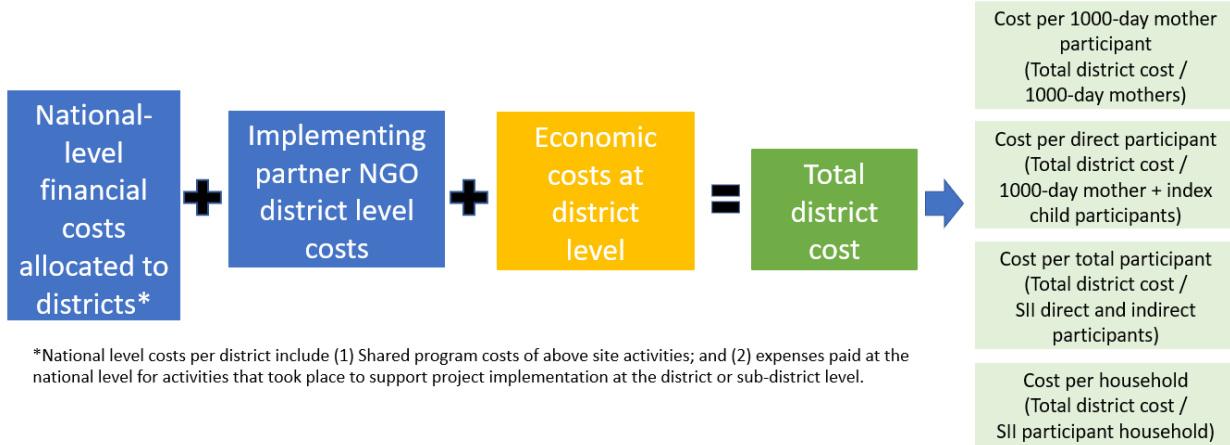 National-
level
financial
costs
allocated to
districts*
Implementing
partner NGO
district level
costs
Economic
costs at
district
level
Total
district
cost
Cost per 1000-day mother
participant
(Total district cost /
1000-day mothers)
Cost per direct participant
(Total district cost /
1000-day mother + index
child participants)
Cost per total participant
(Total district cost /
SII direct and indirect
participants)
Cost per household
(Total district cost /
SII participant household)
*National level costs per district include (1) Shared program costs of above site activities; and (2) expenses paid at the
national level for activities that took place to support project implementation at the district or sub-district level.